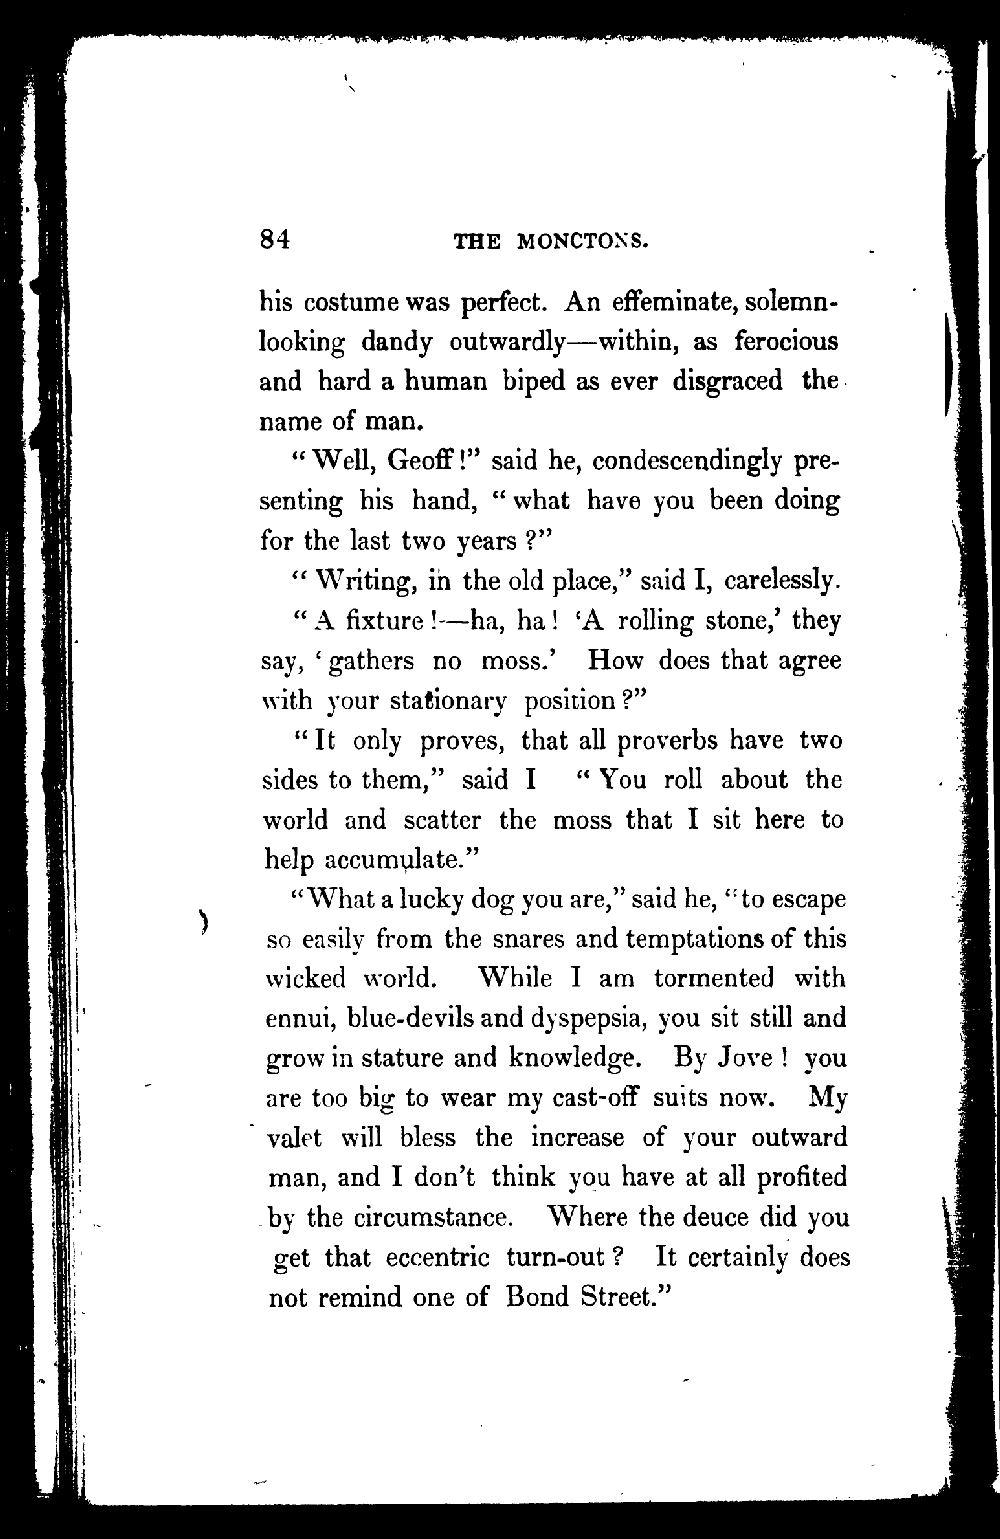 84 THE MONCTONS.
his costume was perfect. An effeminate, solemn-
looking dandy outwardly—within, as ferocious
and hard a human biped as ever disgraced the
name of man.
“Well, Geoff!” said he, condescendingly pre-
senting his hand, “what have you been doing
for the last two years?”
“Writing, in the old place,” said I, carelessly.
“A fixture!—ha, ha! ‘A rolling stone,’ they
say, ‘gathers no moss.’ How does that agree
with your stationary position?”
“It only proves, that all proverbs have two
sides to them,” said I “You roll about the
world and scatter the moss that I sit here to
help accumulate.”
“What a lucky dog you are,” said he, “to escape
so easily from the snares and temptations of this
wicked world. While I am tormented with
ennui, blue-devils and dyspepsia, you sit still and
grow in stature and knowledge. By Jove! you
are too big to wear my cast-off suits now. My
valet will bless the increase of your outward
man, and I don’t think you have at all profited
by the circumstance. Where the deuce did you
get that eccentric turn-out? It certainly does
not remind one of Bond Street.”